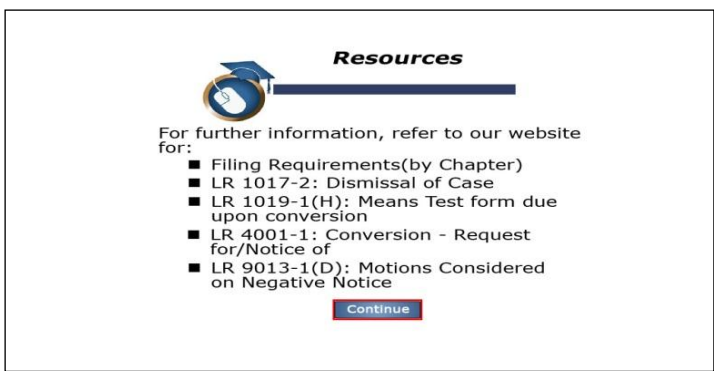 Resources
For further information, refer to our website
for:
■ Filing Requirements(by Chapter)
■ LR 1017-2: Dismissal of Case
■ LR 1019-1(H): Means Test form due
upon conversion
■ LR 4001-1: Conversion - Request
for/Notice of
■ LR 9013-1(D): Motions Considered
on Negative Notice
Continue